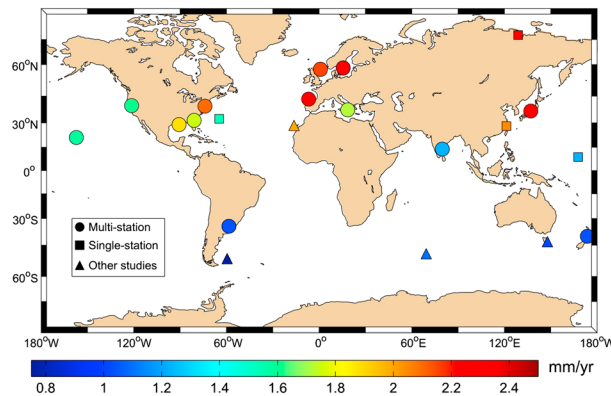 60°N
30°N
0°
30°S
60°S
Multi-station
Single-station
Other studies
180°W 120°W 60°W 0° 60°E 120°E 180°W
mm/yr
0.8 1 1.2 1.4 1.6 1.8 2 2.2 2.4